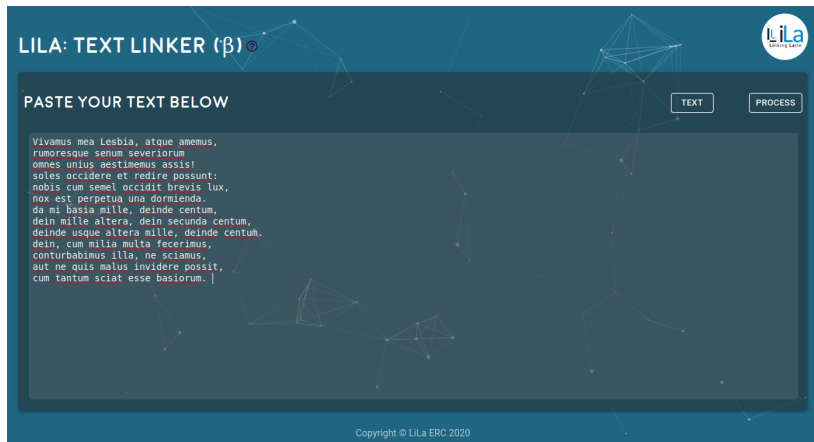 LILA: TEXT LINKER (β)
LiLa
Linking Latin
PASTE YOUR TEXT BELOW
TEXT
PROCESS
Vivamus mea Lesbia, atque amemus,
rumoresque senum severiorum
omnes unius aestimemus assis!
soles occidere et redire possunt:
nobis cum semel occidit brevis lux,
nox est perpetua una dormienda.
da mi basia mille, deinde centum,
dein mille altera, dein secunda centum,
deinde usque altera mille, deinde centum.
dein, cum milia multa fecerimus,
conturbabimus illa, ne sciamus,
aut ne quis malus invidere possit,
cum tantum sciat esse basiorum.
Copyright © LiLa ERC 2020